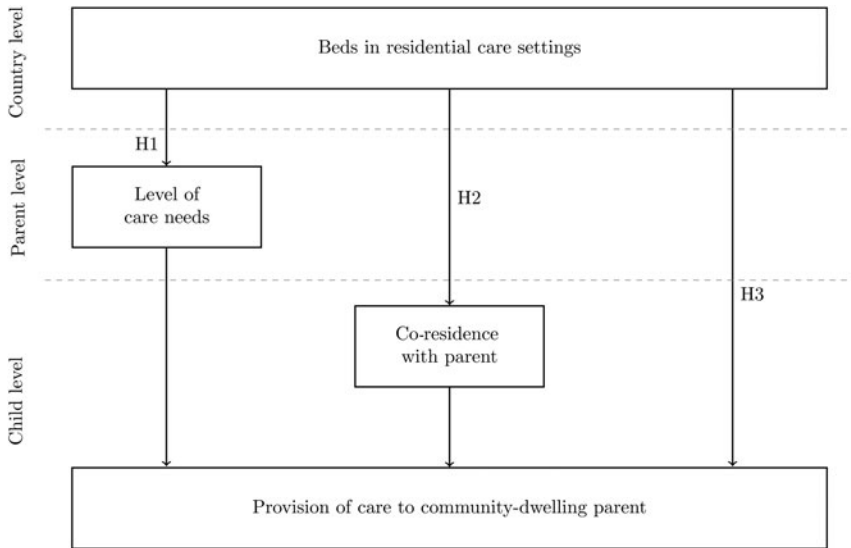 Country level
Beds in residential care settings
H1
Parent level
Level of
care needs
H2
H3
Child level
Co-residence
with parent
Provision of care to community-dwelling parent